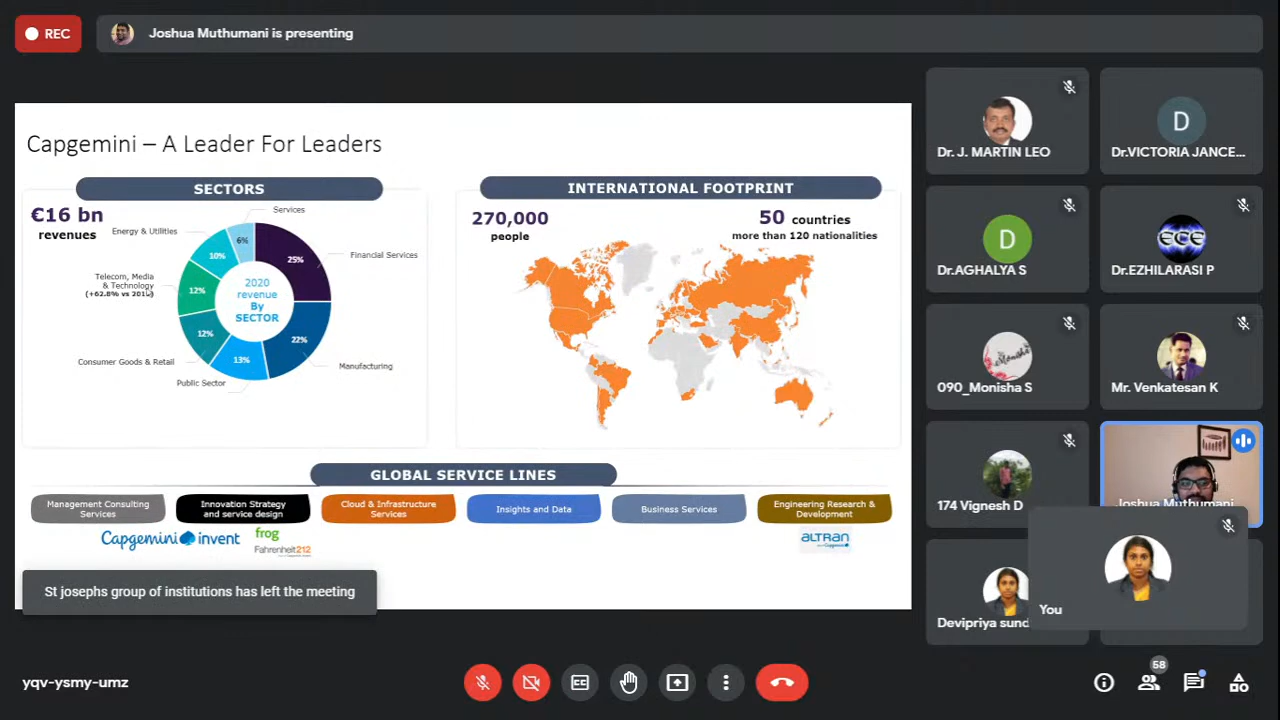 REC
Joshua Muthumani is presenting
Capgemini – A Leader For Leaders
SECTORS
€16 bn
revenues
Services
Energy & Utilities
6%
10%
25%
Financial Services
Telecom, Media
& Technology
12%
2020
revenue
By
SECTOR
12%
22%
Consumer Goods & Retail
13%
Manufacturing
Public Sector
INTERNATIONAL FOOTPRINT
270,000
people
50 countries
more than 120 nationalities
GLOBAL SERVICE LINES
Management Consulting
Services
Innovation Strategy
and service design
Cloud & Infrastructure
Services
Insights and Data
Business Services
Engineering Research &
Development
Capgemini invent
frog
Fahrenheit 212
ALTRAN
St josephs group of institutions has left the meeting
Dr. J. MARTIN LEO
D
Dr.VICTORIA JANCE...
D
Dr.AGHALYA S
ECE
Dr.EZHILARASI P
Monisha
090_Monisha S
Mr. Venkatesan K
174 Vignesh D
Joshua Muthumani
Devipriya sund
You
yqv-ysmy-umz
CC
58